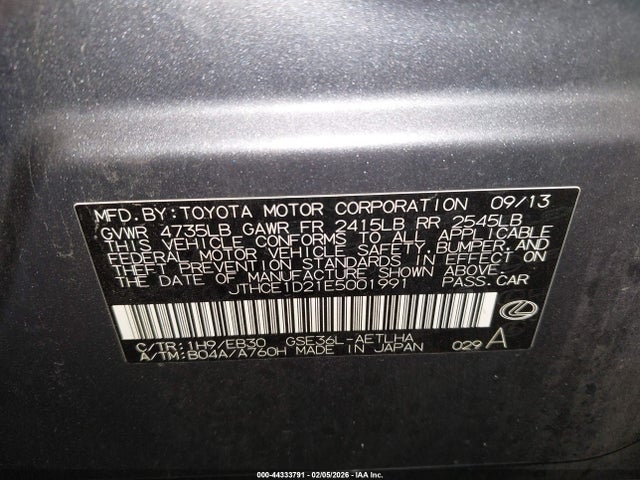 MFD.BY:TOYOTA MOTOR CORPORATION 09/13
GVWR 4735LB GAWR FR 2415LB RR 2545LB
THIS VEHICLE CONFORMS TO ALL APPLICABLE
FEDERAL MOTOR VEHICLE SAFETY,BUMPER,AND
THEFT PREVENTION STANDARDS IN EFFECT ON
THE DATE OF MANUFACTURE SHOWN ABOVE.
JTHCE1D21E5001991 PASS.CAR
C/TR:1H9/EB30 GSE36L-AETLHA
A/TM:B04A/A760H MADE IN JAPAN 029 A
000-44333791 - 02/05/2026 - IAA Inc.